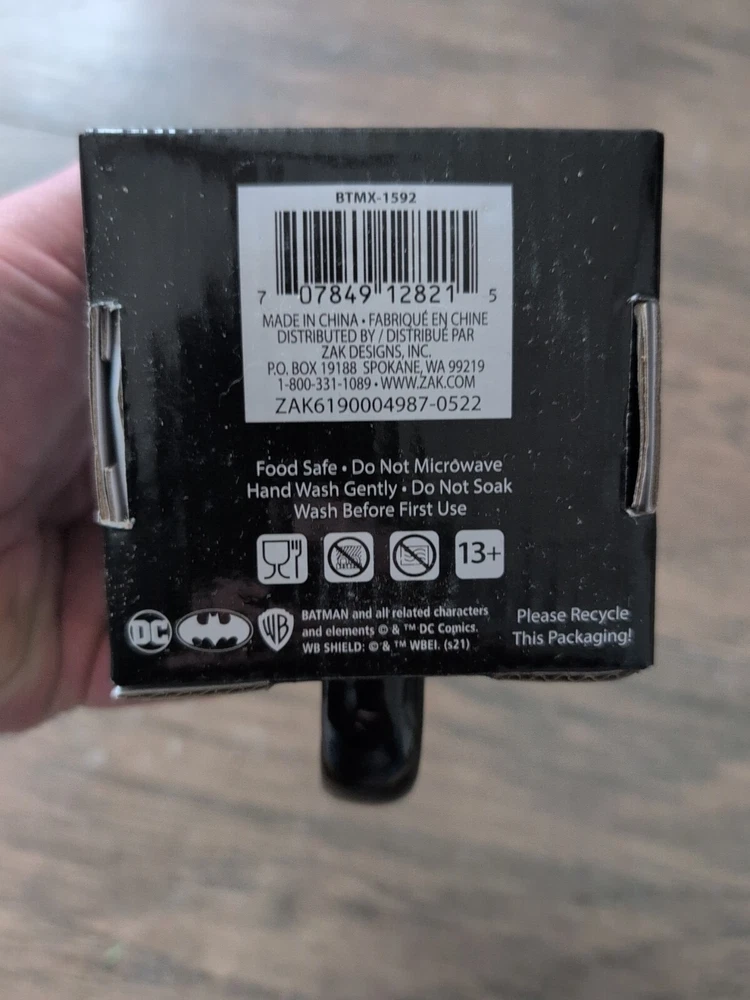 BTMX-1592
7 07849 12821 5
MADE IN CHINA • FABRIQUÉ EN CHINE
DISTRIBUTED BY / DISTRIBUÉ PAR
ZAK DESIGNS, INC.
P.O. BOX 19188 SPOKANE, WA 99219
1-800-331-1089 • WWW.ZAK.COM
ZAK6190004987-0522
Food Safe • Do Not Microwave
Hand Wash Gently • Do Not Soak
Wash Before First Use
13+
DC
WB
BATMAN and all related characters
and elements © & ™ DC Comics.
WB SHIELD: © & ™ WBEI. (s21)
Please Recycle
This Packaging!